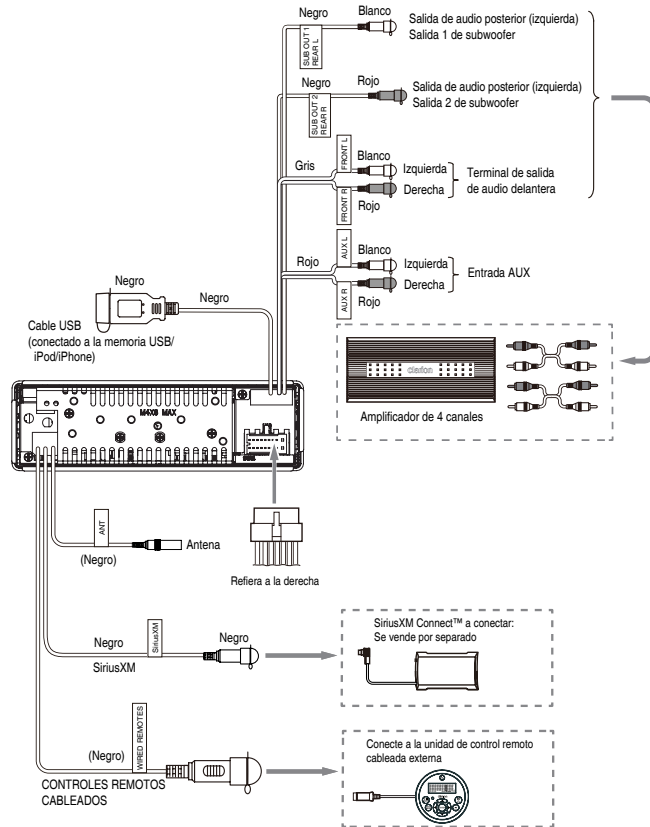 Negro
Blanco
Salida de audio posterior (izquierda)
Salida 1 de subwoofer
SUB OUT 1
REAR L
Negro
Rojo
Salida de audio posterior (izquierda)
Salida 2 de subwoofer
SUB OUT 2
REAR R
Gris
FRONT L
Blanco
Izquierda
Derecha
Terminal de salida
de audio delantera
FRONT R
Rojo
Rojo
AUX L
Blanco
Izquierda
Derecha
Entrada AUX
AUX R
Rojo
Negro
Negro
Cable USB
(conectado a la memoria USB/
iPod/iPhone)
clarion
Amplificador de 4 canales
M4X8 MAX
ANT
(Negro)
Antena
Refiera a la derecha
Negro
SiriusXM
Negro
SiriusXM
SiriusXM Connect™ a conectar:
Se vende por separado
(Negro)
WIRED REMOTES
CONTROLES REMOTOS
CABLEADOS
Conecte a la unidad de control remoto
cableada externa